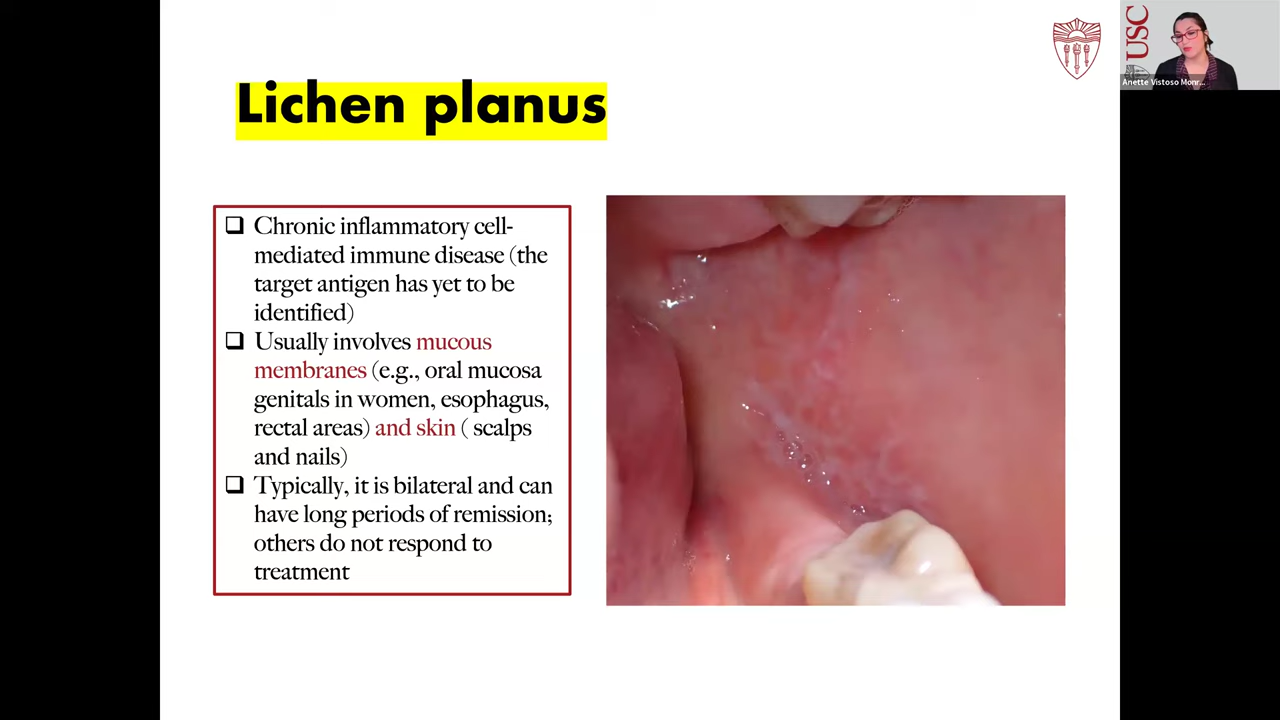 Lichen planus
❑ Chronic inflammatory cell-
mediated immune disease (the
target antigen has yet to be
identified)
❑ Usually involves mucous
membranes (e.g., oral mucosa
genitals in women, esophagus,
rectal areas) and skin ( scalps
and nails)
❑ Typically, it is bilateral and can
have long periods of remission;
others do not respond to
treatment
USC
Anette Vistoso Monr...